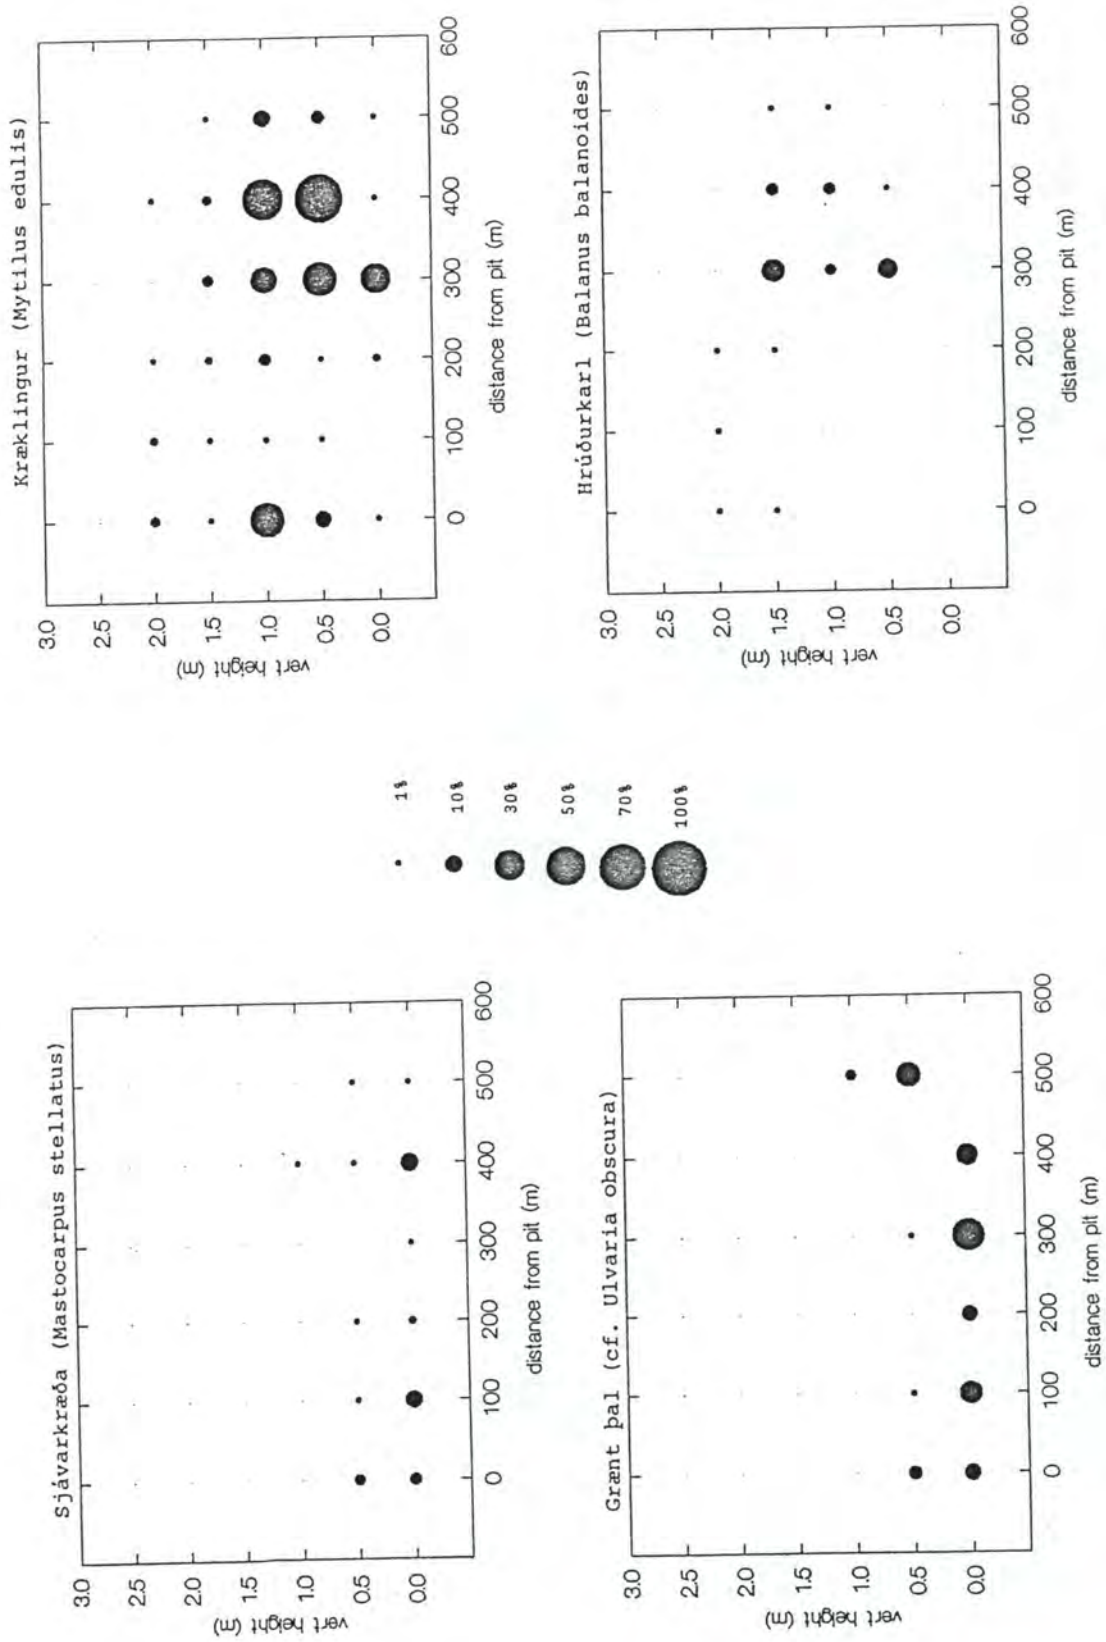 Sjávarkræða (Mastocarpus stellatus)
vert height (m)
3.0
2.5
2.0
1.5
1.0
0.5
0.0
0 100 200 300 400 500 600
distance from pit (m)
Kræklingur (Mytilus edulis)
vert height (m)
3.0
2.5
2.0
1.5
1.0
0.5
0.0
0 100 200 300 400 500 600
distance from pit (m)
1%
10%
30%
50%
70%
100%
Grænt þal (cf. Ulvaria obscura)
vert height (m)
3.0
2.5
2.0
1.5
1.0
0.5
0.0
0 100 200 300 400 500 600
distance from pit (m)
Hrúðurkarl (Balanus balanoides)
vert height (m)
3.0
2.5
2.0
1.5
1.0
0.5
0.0
0 100 200 300 400 500 600
distance from pit (m)